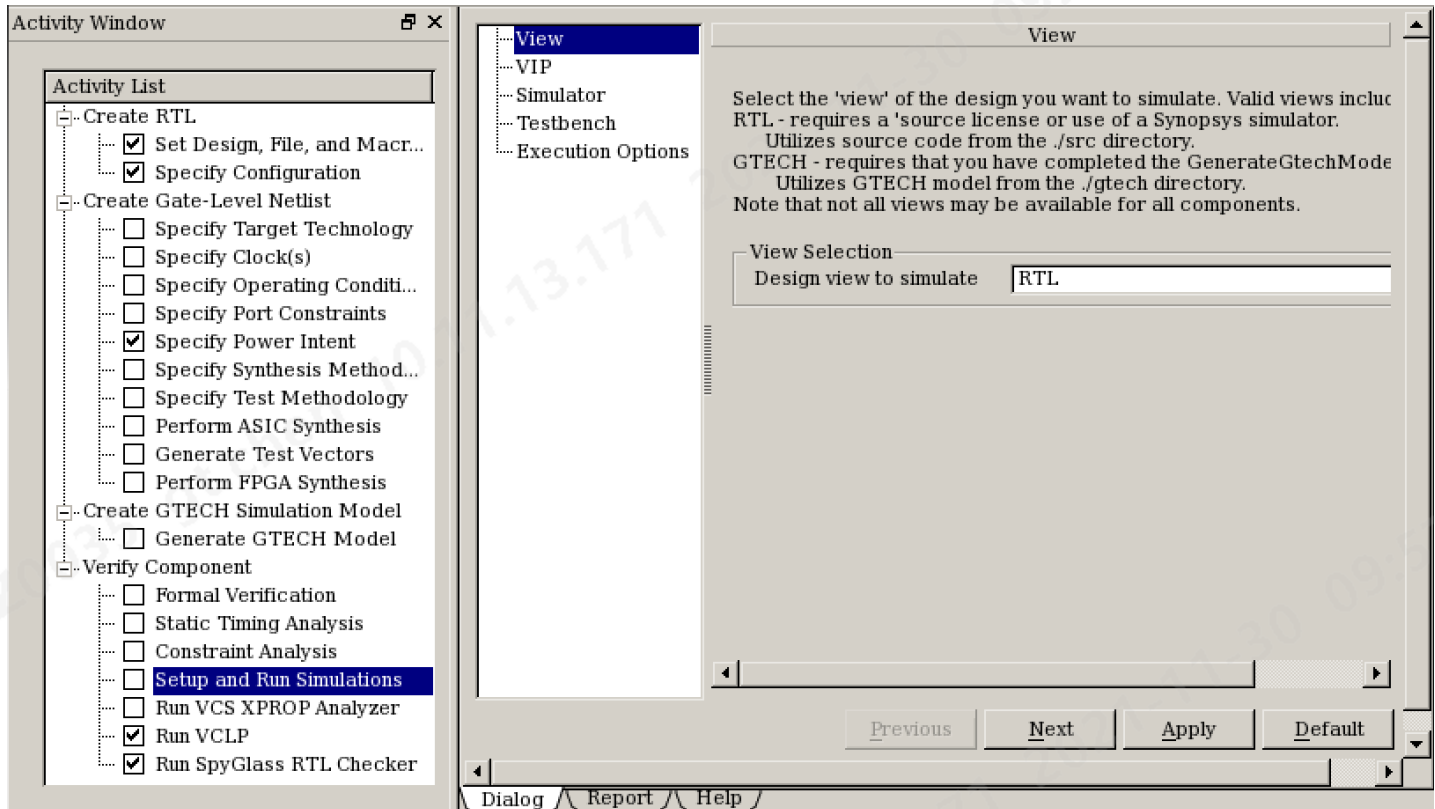 Activity Window
Activity List
Create RTL
Set Design, File, and Macr...
Specify Configuration
Create Gate-Level Netlist
Specify Target Technology
Specify Clock(s)
Specify Operating Conditi...
Specify Port Constraints
Specify Power Intent
Specify Synthesis Method...
Specify Test Methodology
Perform ASIC Synthesis
Generate Test Vectors
Perform FPGA Synthesis
Create GTECH Simulation Model
Generate GTECH Model
Verify Component
Formal Verification
Static Timing Analysis
Constraint Analysis
Setup and Run Simulations
Run VCS XPROP Analyzer
Run VCLP
Run SpyGlass RTL Checker
View
VIP
Simulator
Testbench
Execution Options
View
Select the 'view' of the design you want to simulate. Valid views includ
RTL - requires a 'source license or use of a Synopsys simulator.
Utilizes source code from the ./src directory.
GTECH - requires that you have completed the GenerateGtechMode
Utilizes GTECH model from the ./gtech directory.
Note that not all views may be available for all components.
View Selection
Design view to simulate RTL
Previous Next Apply Default
Dialog Report Help